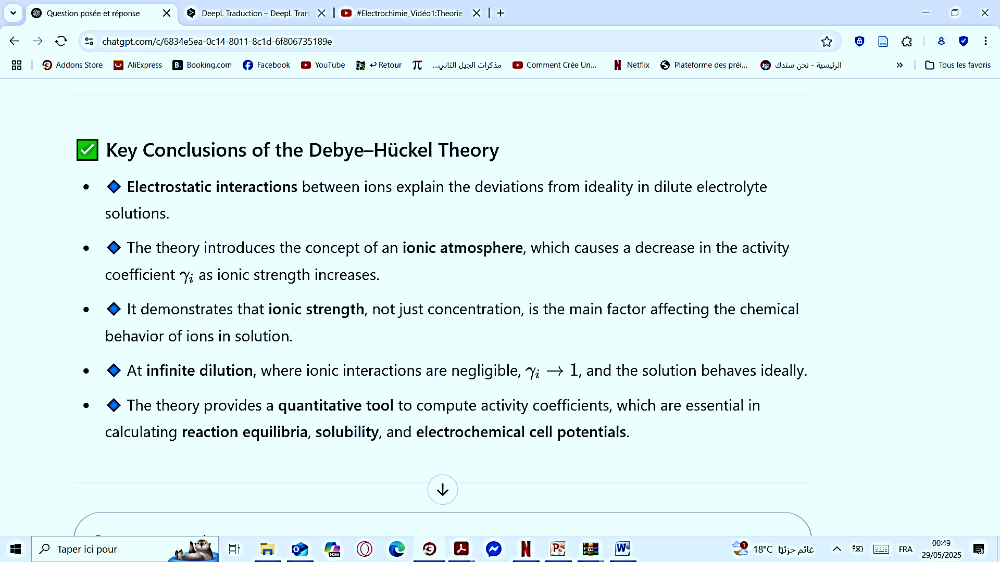 Question posée et réponse
DeepL Traduction – DeepL Tran
#Electrochimie_Vidéo1:Theorie
chatgpt.com/c/6834e5ea-0c14-8011-8c1d-6f806735189e
Addons Store
AliExpress
Booking.com
Facebook
YouTube
↩ Retour
مذكرات الجيل الثاني...
Comment Crée Un...
Netflix
Plateforme des préi...
الرئيسية - نحن سندك
Tous les favoris
✅ Key Conclusions of the Debye–Hückel Theory
• 🔹 Electrostatic interactions between ions explain the deviations from ideality in dilute electrolyte
solutions.
• 🔹 The theory introduces the concept of an ionic atmosphere, which causes a decrease in the activity
coefficient γᵢ as ionic strength increases.
• 🔹 It demonstrates that ionic strength, not just concentration, is the main factor affecting the chemical
behavior of ions in solution.
• 🔹 At infinite dilution, where ionic interactions are negligible, γᵢ → 1, and the solution behaves ideally.
• 🔹 The theory provides a quantitative tool to compute activity coefficients, which are essential in
calculating reaction equilibria, solubility, and electrochemical cell potentials.
Taper ici pour
18°C غائم جزئيًا
FRA
00:49
29/05/2025